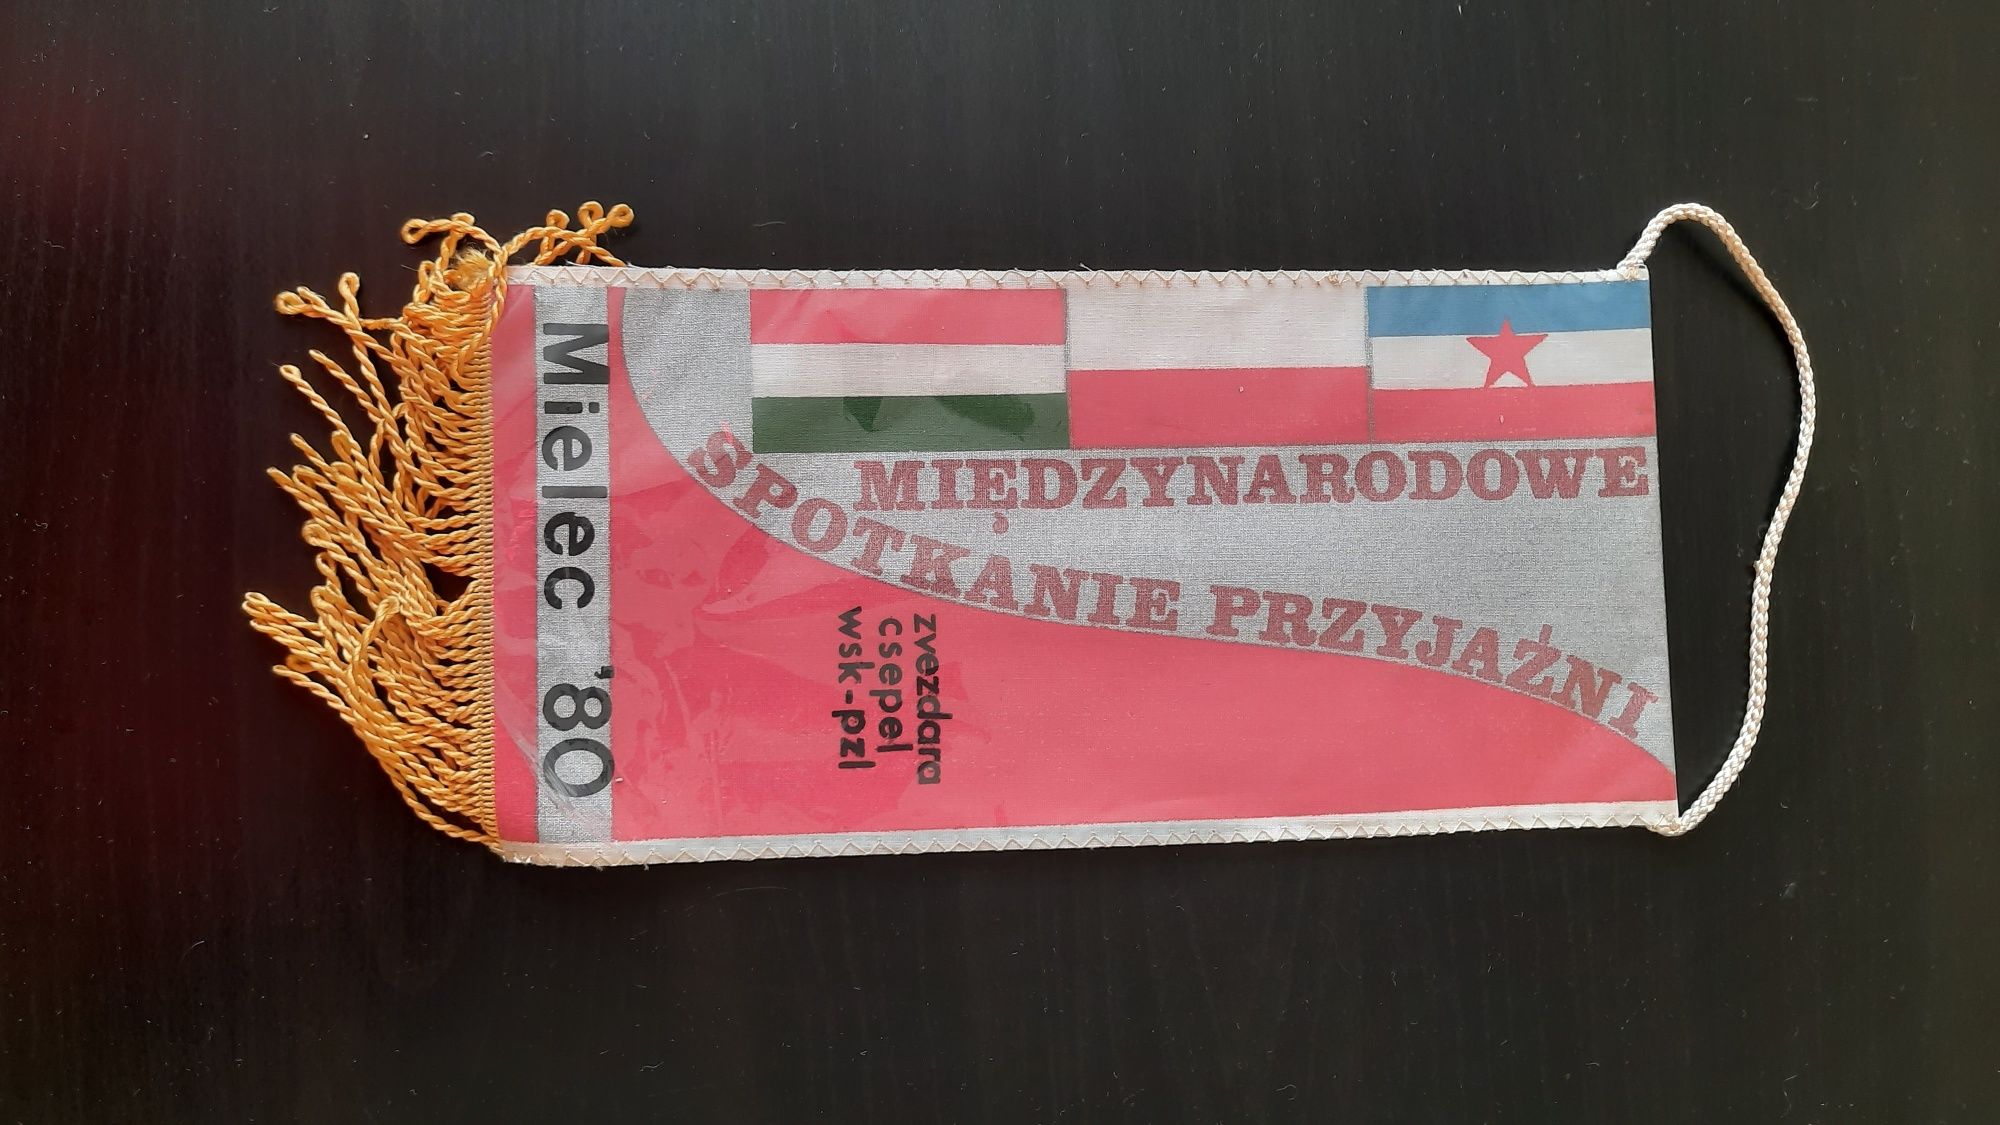 MIĘDZYNARODOWE
SPOTKANIE PRZYJAŹNI
zvezdara
csepel
wsk-pzl
Mielec '80